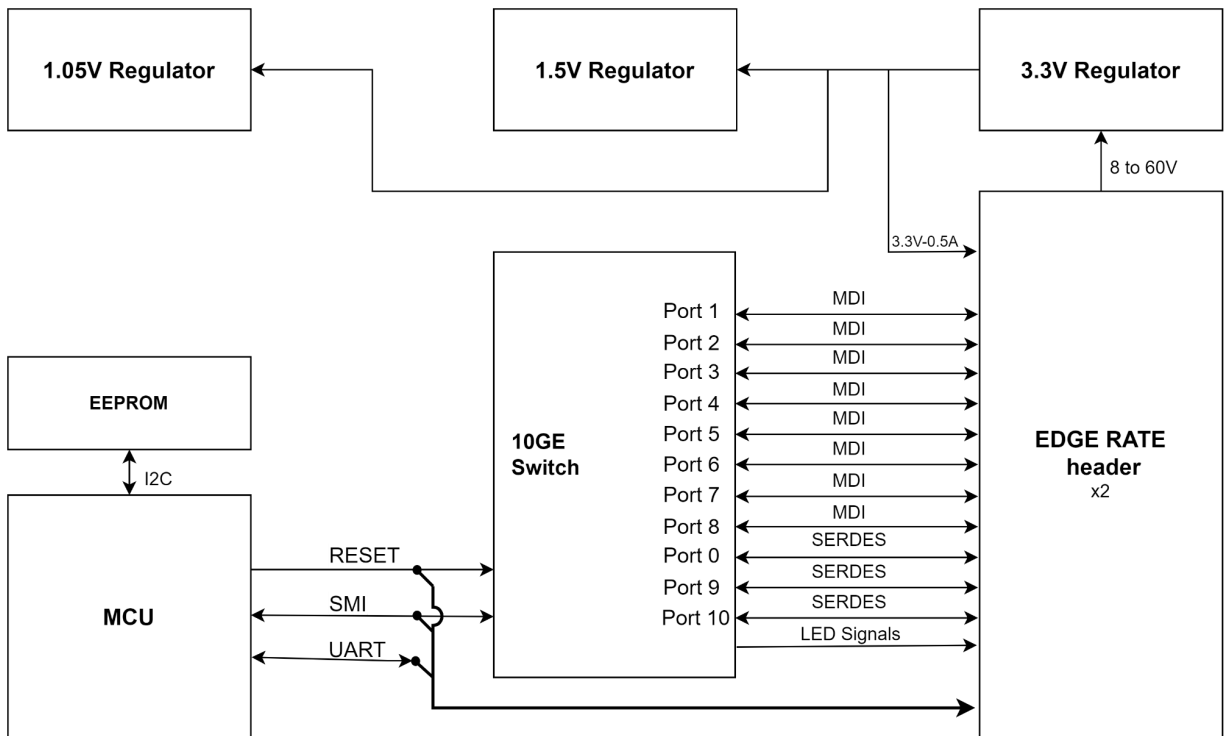 1.05V Regulator
1.5V Regulator
3.3V Regulator
8 to 60V
3.3V-0.5A
EEPROM
I2C
MCU
RESET
SMI
UART
10GE
Switch
Port 1
Port 2
Port 3
Port 4
Port 5
Port 6
Port 7
Port 8
Port 0
Port 9
Port 10
MDI
MDI
MDI
MDI
MDI
MDI
MDI
MDI
SERDES
SERDES
SERDES
LED Signals
EDGE RATE
header
x2